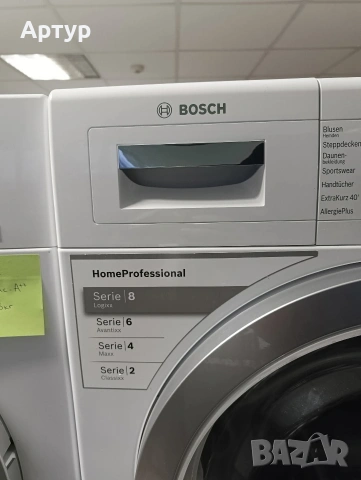 Артур
BOSCH
Blusen
Hemden
Steppdecken
Daunen-
bekleidung
Sportswear
Handtücher
ExtraKurz 40'
AllergiePlus
HomeProfessional
Serie | 8
Logixx
Serie | 6
Avantixx
Serie | 4
Maxx
Serie | 2
Classixx
BAZAR